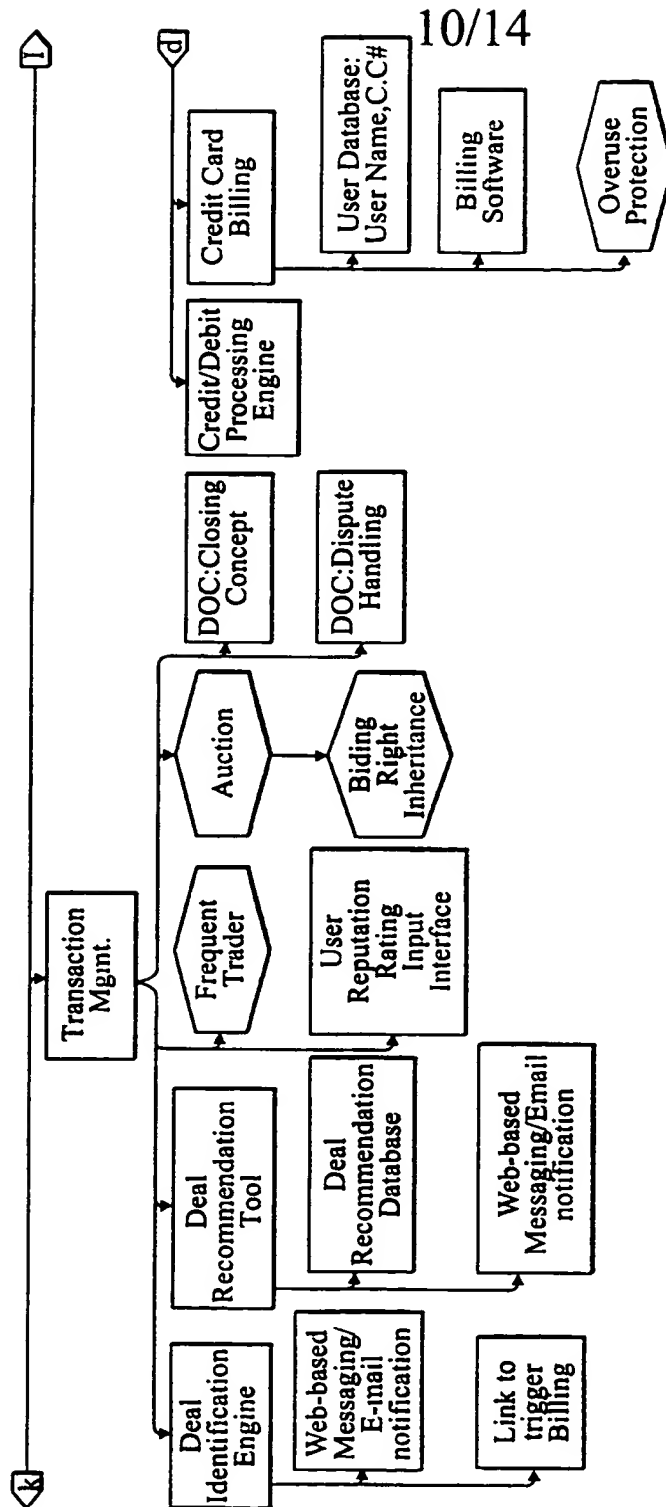 10/14
k
l
Transaction
Mgmt.
p
Deal
Identification
Engine
Web-based
Messaging/
E-mail
notification
Link to
trigger
Billing
Deal
Recommendation
Tool
Deal
Recommendation
Database
Web-based
Messaging/Email
notification
Frequent
Trader
User
Reputation
Rating
Input
Interface
Auction
Biding
Right
Inheritance
DOC:Closing
Concept
DOC:Dispute
Handling
Credit/Debit
Processing
Engine
Credit Card
Billing
User Database:
User Name,C.C#
Billing
Software
Overuse
Protection